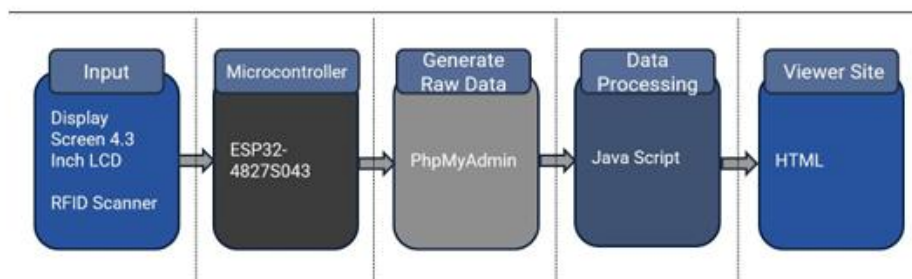 Input
Display
Screen 4.3
Inch LCD
RFID Scanner
Microcontroller
ESP32-
4827S043
Generate
Raw Data
PhpMyAdmin
Data
Processing
Java Script
Viewer Site
HTML